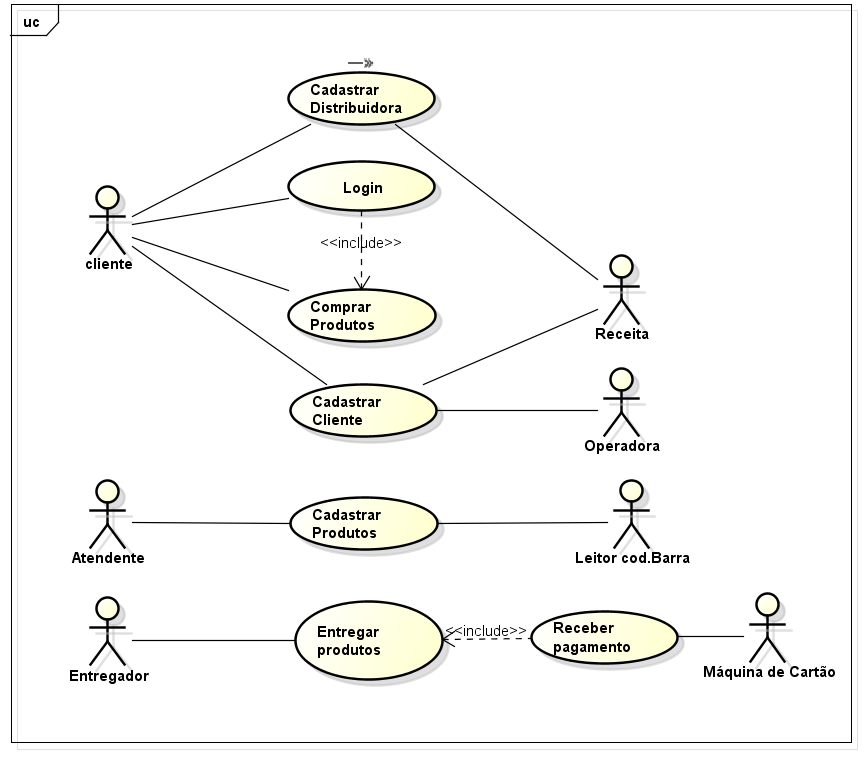 uc
Cadastrar
Distribuidora
Login
<<include>>
cliente
Comprar
Produtos
Receita
Cadastrar
Cliente
Operadora
Cadastrar
Produtos
Atendente
Leitor cod.Barra
Entregar
produtos
<<include>>
Receber
pagamento
Entregador
Máquina de Cartão